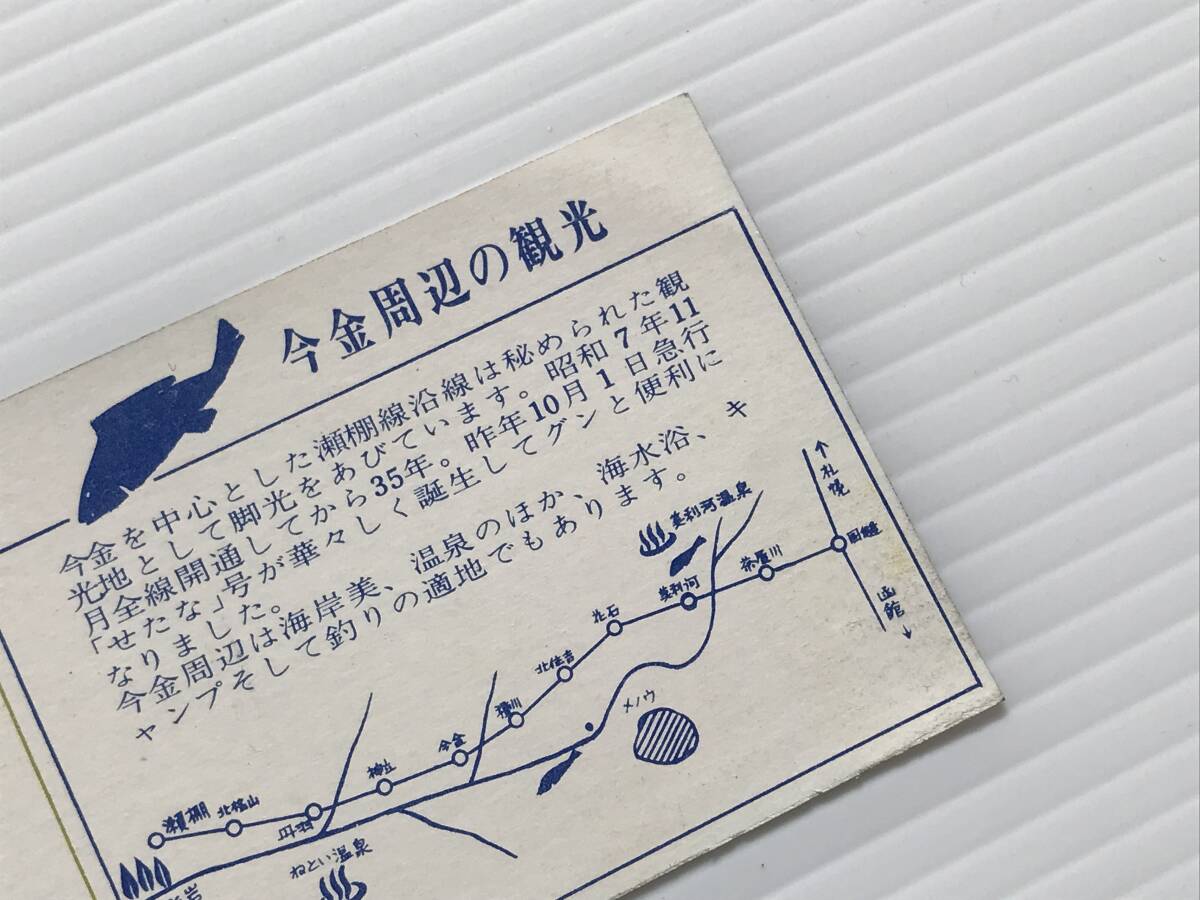 今金周辺の観光
今金を中心とした瀬棚線沿線は秘められた観
光地として脚光をあびています。昭和7年11
月全線開通してから35年。昨年10月1日急行
「せたな」号が華々しく誕生してグンと便利に
なりました。
今金周辺は海岸美、温泉のほか、海水浴、キ
ャンプそして釣りの適地でもあります。
美利河温泉
↑札幌
国縫
茶屋川
函館↓
美利河
花石
北住吉
メノウ
種川
今金
神丘
丹羽
北桧山
瀬棚
ねとい温泉
岩